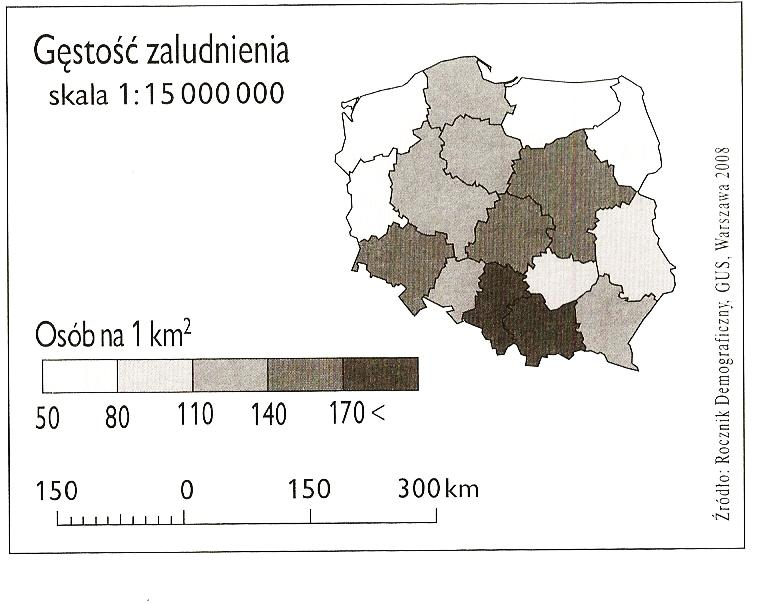 Gęstość zaludnienia
skala 1:15 000 000
Osób na 1 km²
50 80 110 140 170 <
150 0 150 300 km
Źródło: Rocznik Demograficzny, GUS, Warszawa 2008